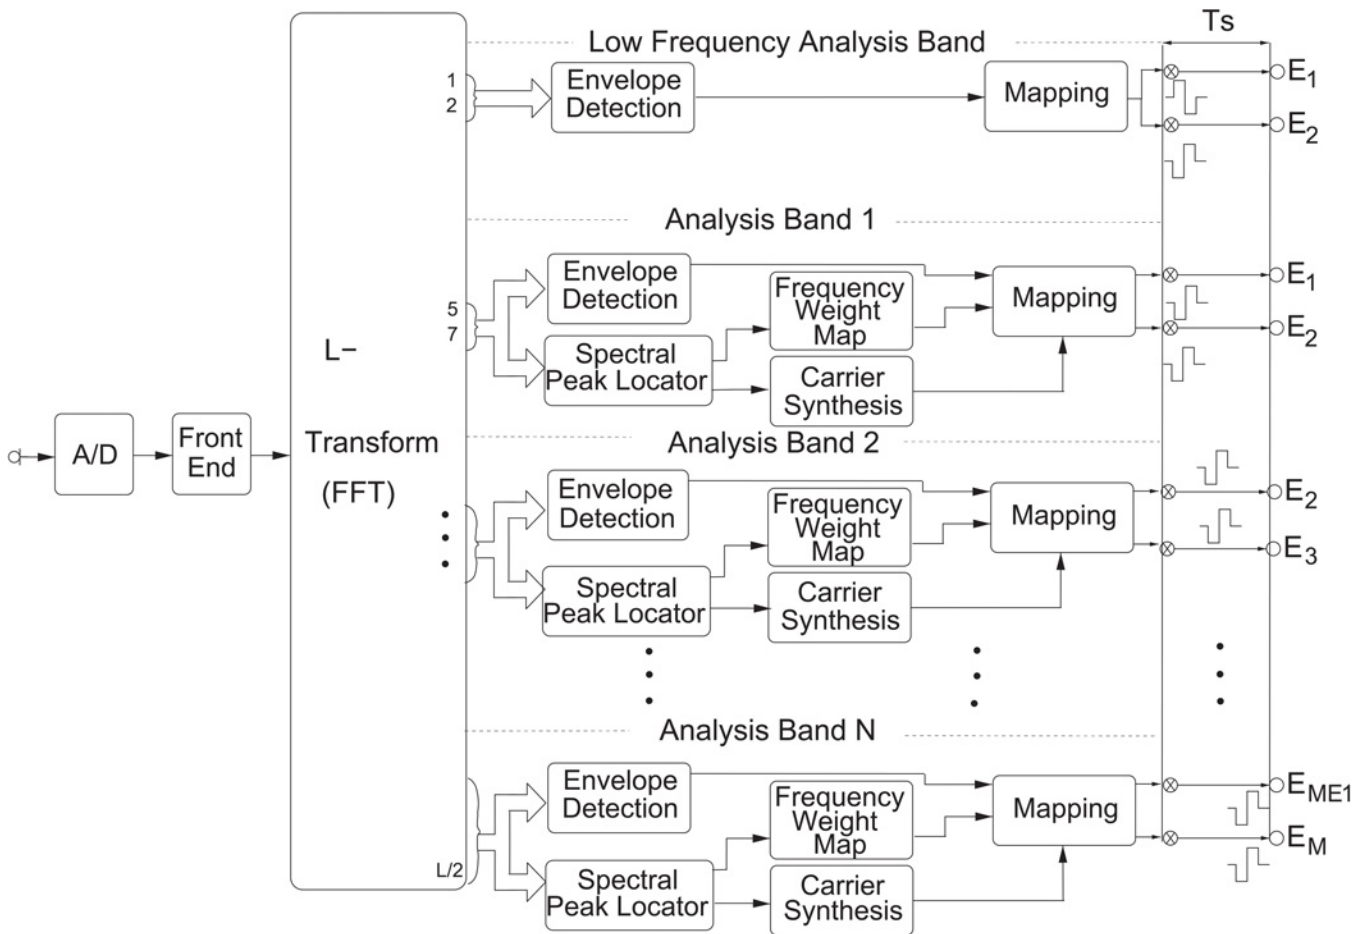 Ts
Low Frequency Analysis Band
1
2
Envelope
Detection
Mapping
E1
E2
Analysis Band 1
5
7
Envelope
Detection
Frequency
Weight
Map
Mapping
E1
E2
Spectral
Peak Locator
Carrier
Synthesis
L–
Transform
(FFT)
A/D
Front
End
Analysis Band 2
Envelope
Detection
Frequency
Weight
Map
Mapping
E2
E3
Spectral
Peak Locator
Carrier
Synthesis
Analysis Band N
Envelope
Detection
Frequency
Weight
Map
Mapping
EME1
EM
L/2
Spectral
Peak Locator
Carrier
Synthesis